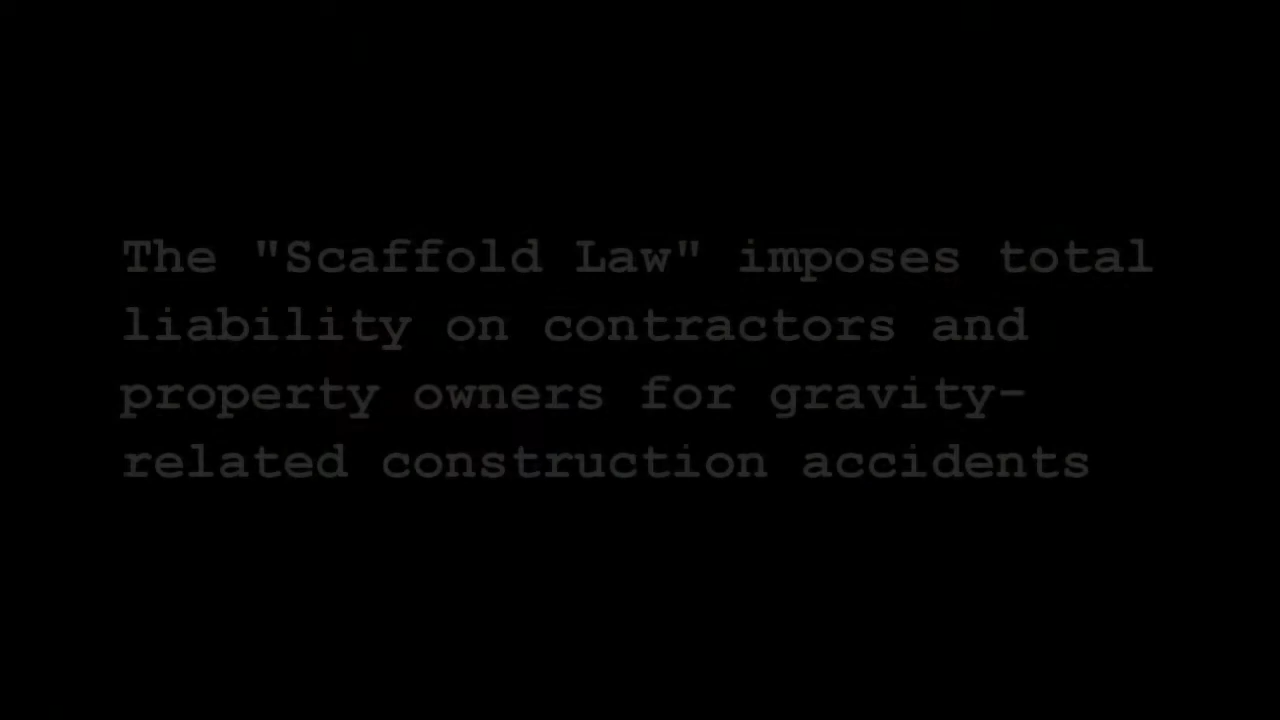 The "Scaffold Law" imposes total
liability on contractors and
property owners for gravity-
related construction accidents